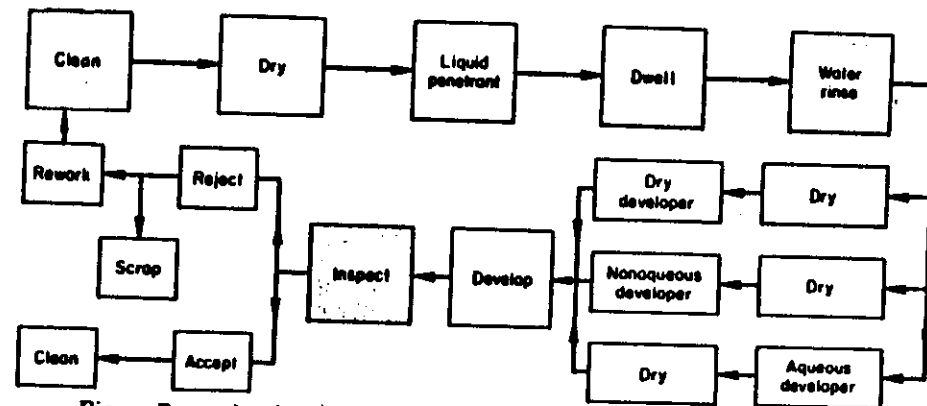 Clean
Dry
Liquid
penetrant
Dwell
Water
rinse
Rework
Reject
Dry
developer
Dry
Scrap
Inspect
Develop
Nonaqueous
developer
Dry
Clean
Accept
Dry
Aqueous
developer